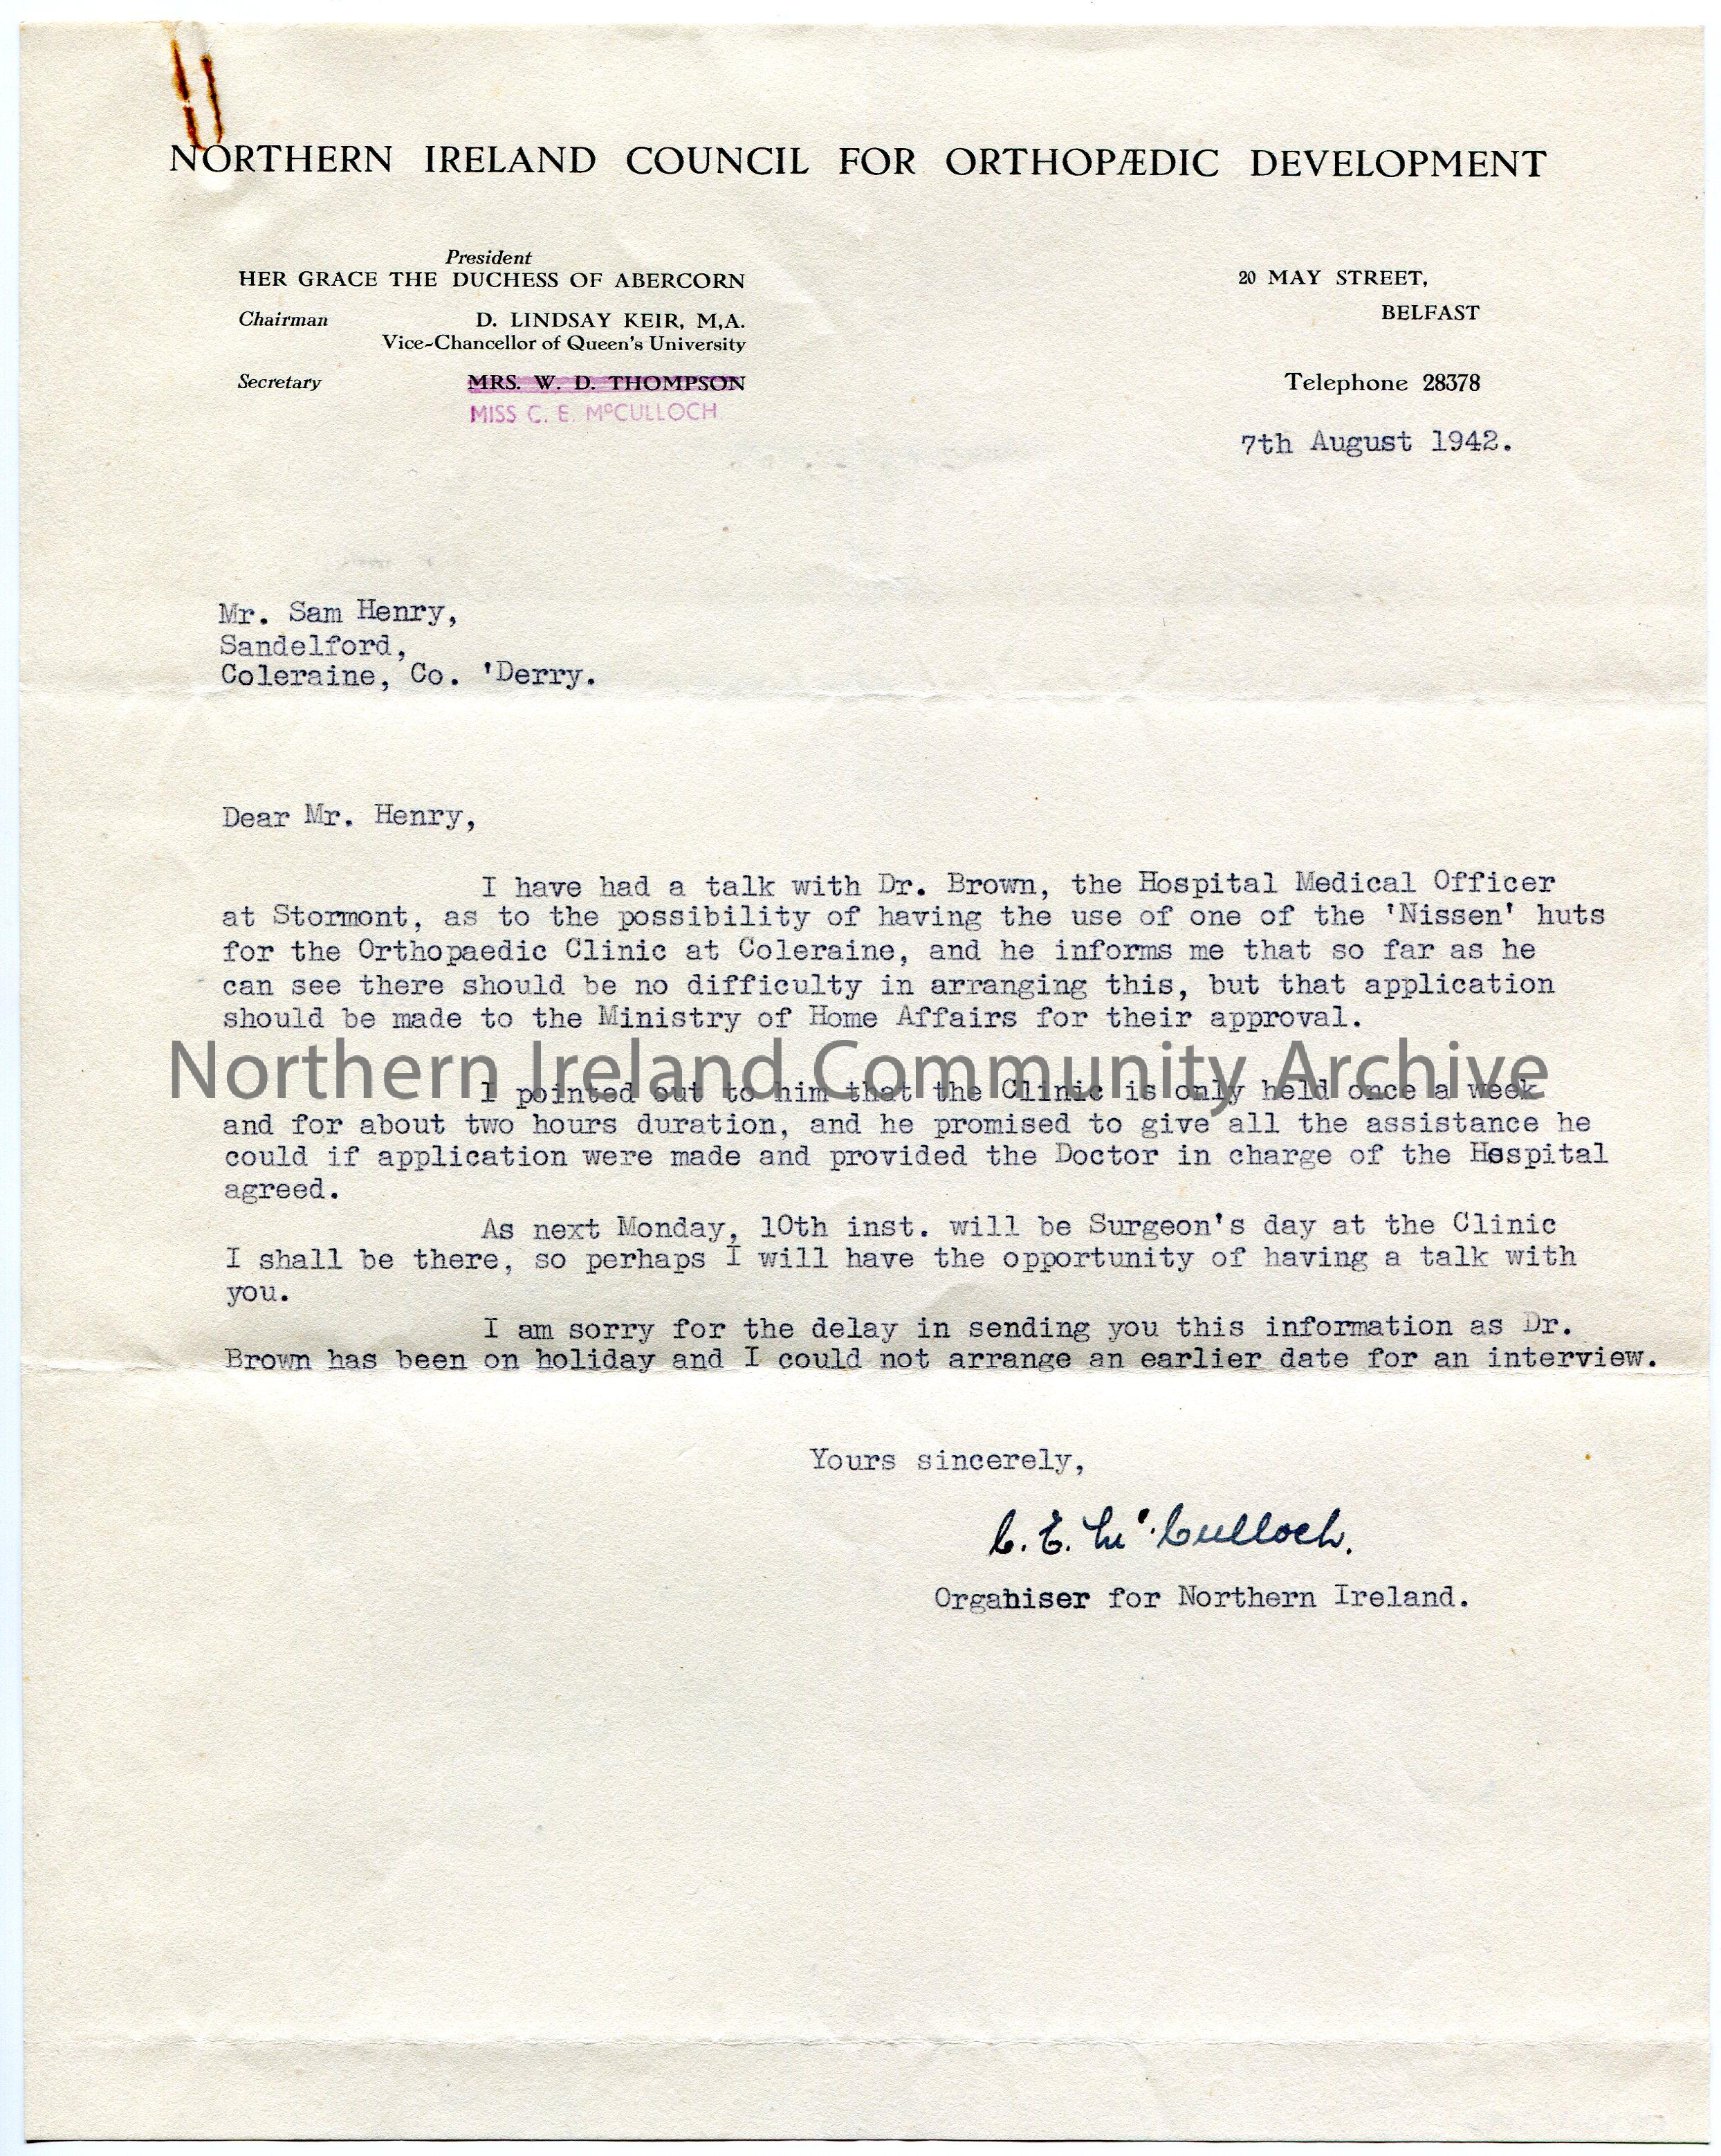 NORTHERN IRELAND COUNCIL FOR ORTHOPÆDIC DEVELOPMENT
President
HER GRACE THE DUCHESS OF ABERCORN
Chairman D. LINDSAY KEIR, M.A.
Vice-Chancellor of Queen's University
Secretary MRS. W. D. THOMPSON
MISS C. E. McCULLOCH
20 MAY STREET,
BELFAST
Telephone 28378
7th August 1942.
Mr. Sam Henry,
Sandelford,
Coleraine, Co. 'Derry.
Dear Mr. Henry,
I have had a talk with Dr. Brown, the Hospital Medical Officer
at Stormont, as to the possibility of having the use of one of the 'Nissen' huts
for the Orthopaedic Clinic at Coleraine, and he informs me that so far as he
can see there should be no difficulty in arranging this, but that application
should be made to the Ministry of Home Affairs for their approval.
Northern Ireland Community Archive
I pointed out to him that the Clinic is only held once a week
and for about two hours duration, and he promised to give all the assistance he
could if application were made and provided the Doctor in charge of the Hospital
agreed.
As next Monday, 10th inst. will be Surgeon's day at the Clinic
I shall be there, so perhaps I will have the opportunity of having a talk with
you.
I am sorry for the delay in sending you this information as Dr.
Brown has been on holiday and I could not arrange an earlier date for an interview.
Yours sincerely,
C. E. McCulloch.
Organiser for Northern Ireland.